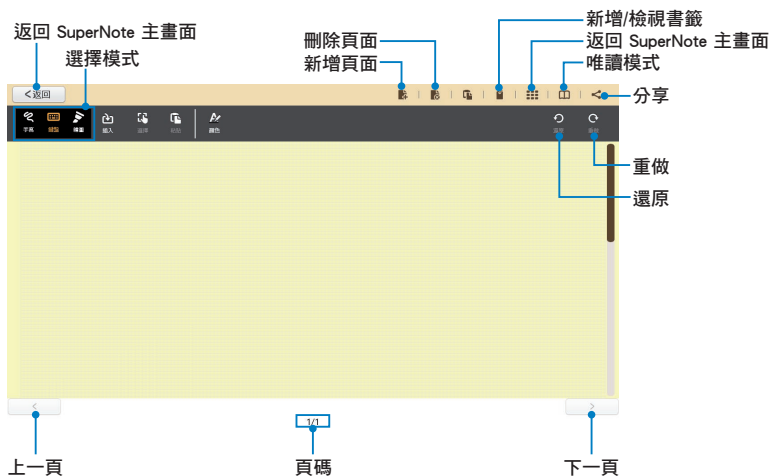 返回 SuperNote 主畫面
選擇模式
刪除頁面
新增頁面
新增/檢視書籤
返回 SuperNote 主畫面
唯讀模式
分享
<返回
手寫 鍵盤 繪圖 插入 選擇 粘貼 顏色 還原 重做
重做
還原
< 1/1 >
上一頁 頁碼 下一頁